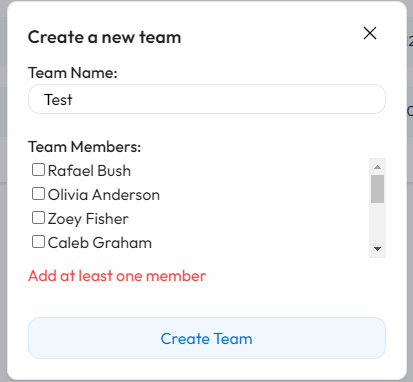 Create a new team
Team Name:
Test
Team Members:
Rafael Bush
Olivia Anderson
Zoey Fisher
Caleb Graham
Add at least one member
Create Team